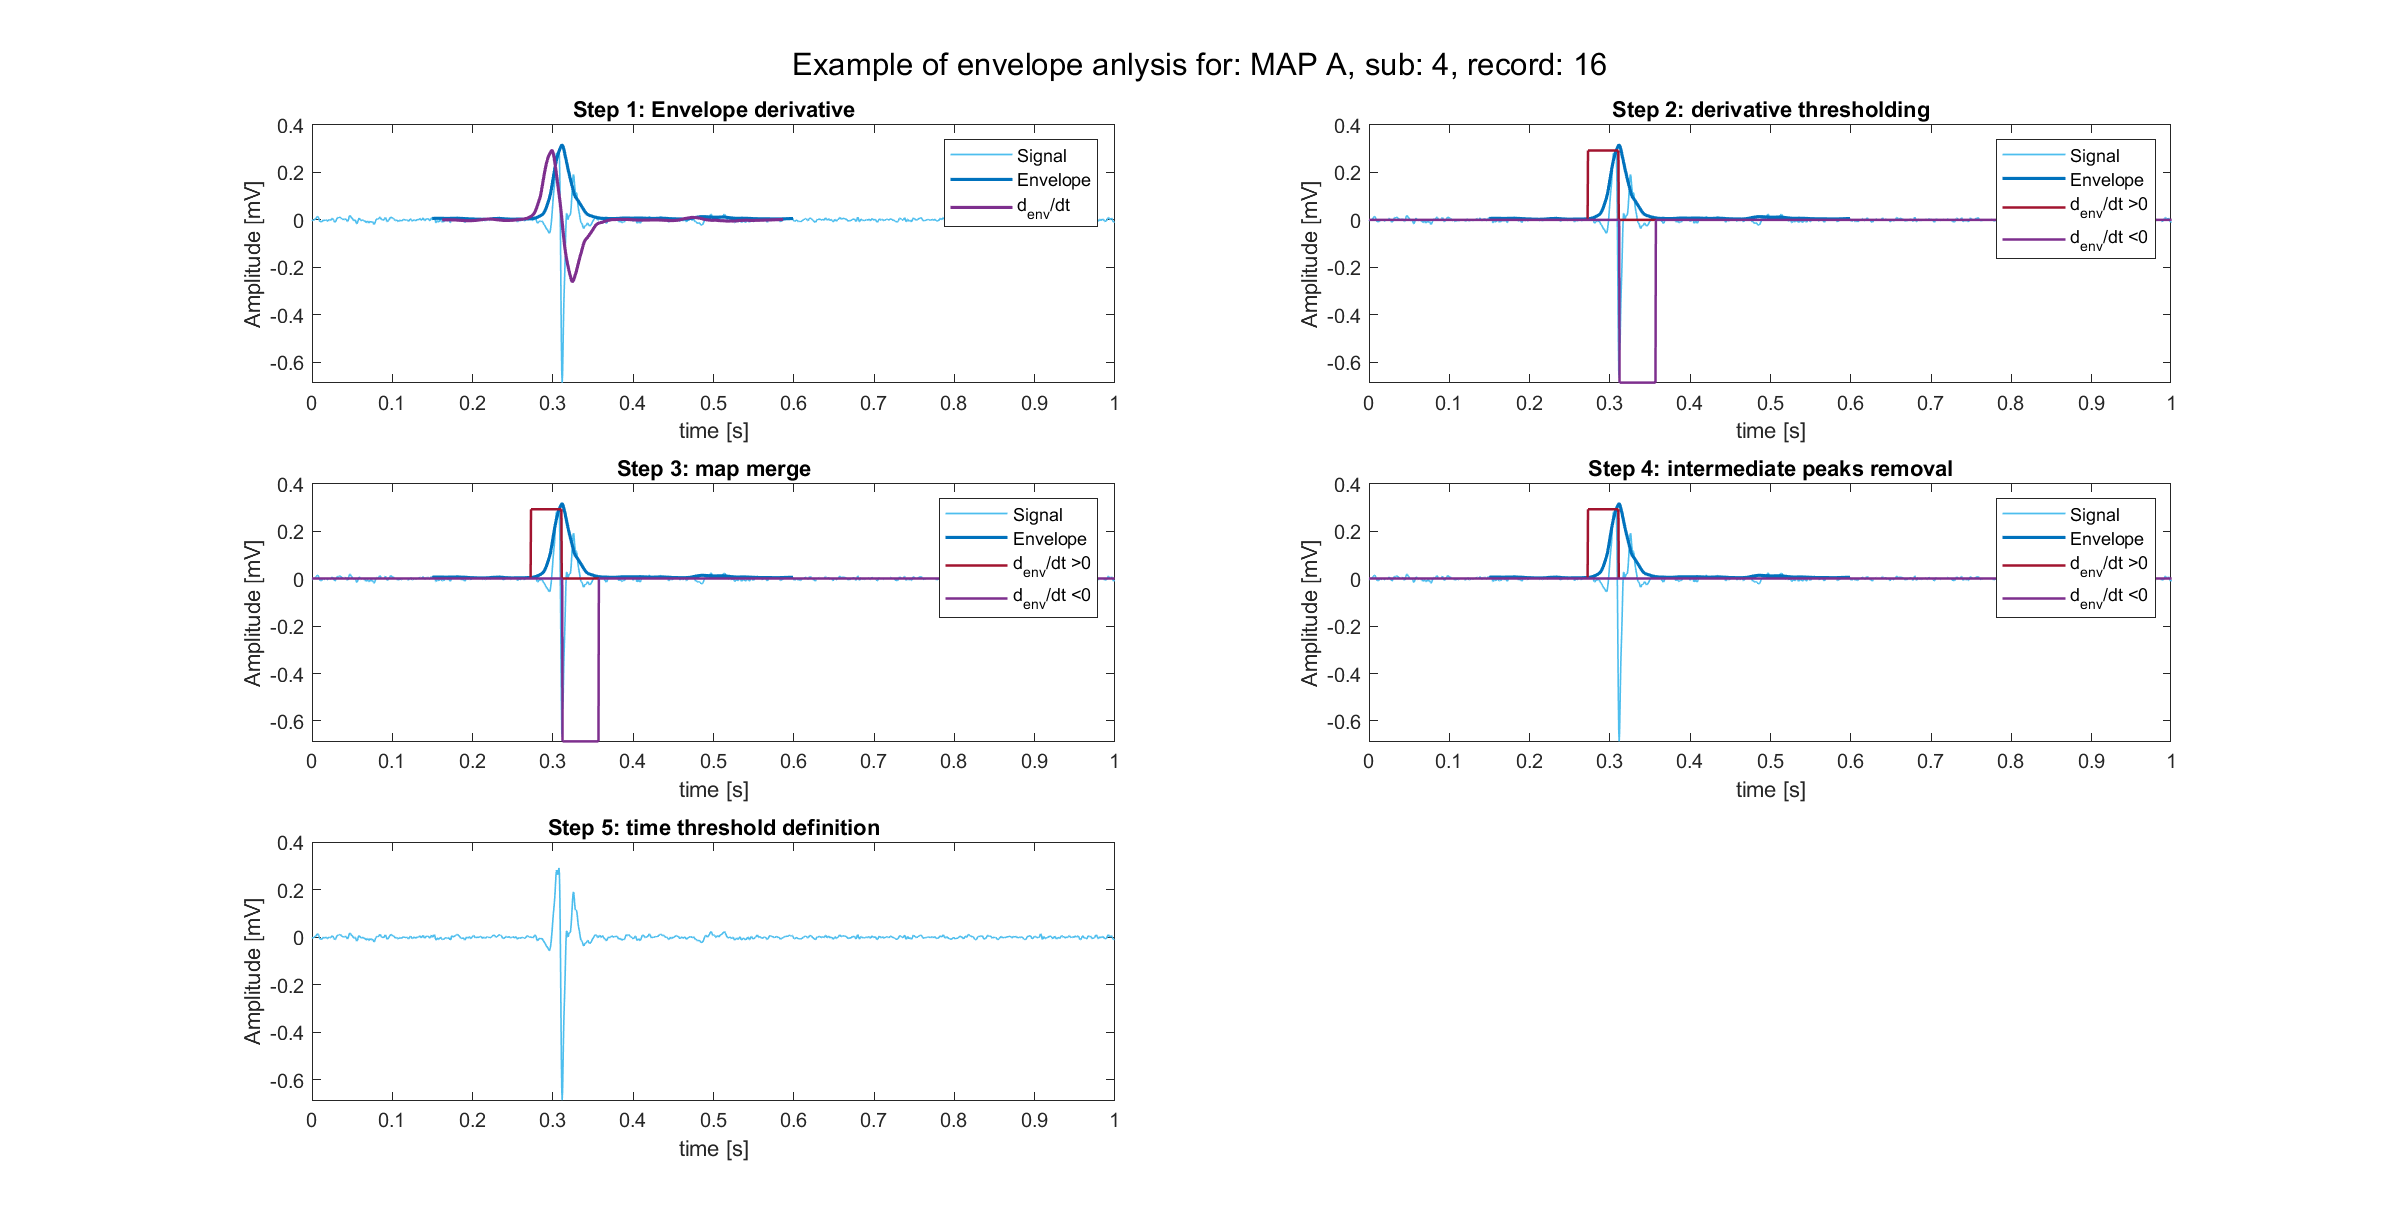 Example of envelope anlysis for: MAP A, sub: 4, record: 16
Step 1: Envelope derivative
Amplitude [mV]
0.4
0.2
0
-0.2
-0.4
-0.6
0 0.1 0.2 0.3 0.4 0.5 0.6 0.7 0.8 0.9 1
time [s]
Signal
Envelope
d_env/dt
Step 2: derivative thresholding
Amplitude [mV]
0.4
0.2
0
-0.2
-0.4
-0.6
0 0.1 0.2 0.3 0.4 0.5 0.6 0.7 0.8 0.9 1
time [s]
Signal
Envelope
d_env/dt >0
d_env/dt <0
Step 3: map merge
Amplitude [mV]
0.4
0.2
0
-0.2
-0.4
-0.6
0 0.1 0.2 0.3 0.4 0.5 0.6 0.7 0.8 0.9 1
time [s]
Signal
Envelope
d_env/dt >0
d_env/dt <0
Step 4: intermediate peaks removal
Amplitude [mV]
0.4
0.2
0
-0.2
-0.4
-0.6
0 0.1 0.2 0.3 0.4 0.5 0.6 0.7 0.8 0.9 1
time [s]
Signal
Envelope
d_env/dt >0
d_env/dt <0
Step 5: time threshold definition
Amplitude [mV]
0.4
0.2
0
-0.2
-0.4
-0.6
0 0.1 0.2 0.3 0.4 0.5 0.6 0.7 0.8 0.9 1
time [s]